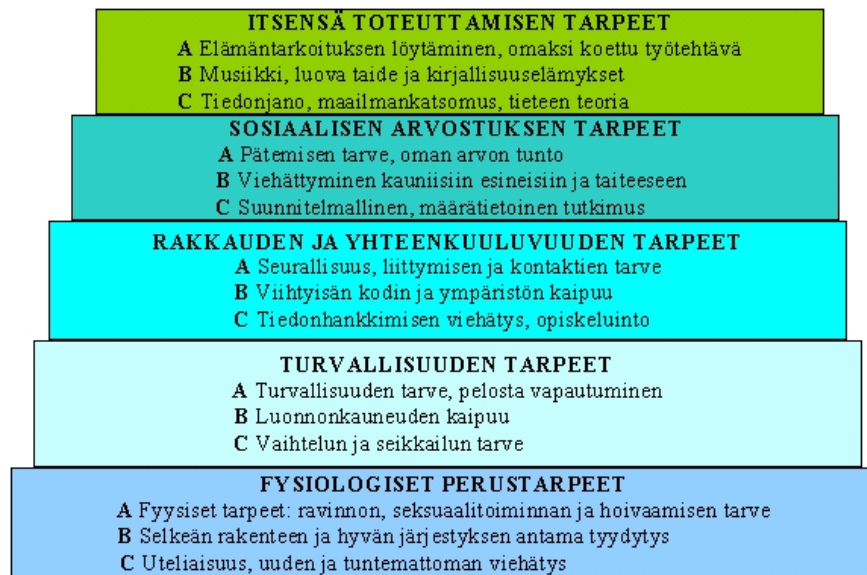 ITSENSÄ TOTEUTTAMISEN TARPEET
A Elämäntarkoituksen löytäminen, omaksi koettu työtehtävä
B Musiikki, luova taide ja kirjallisuuselämykset
C Tiedonjano, maailmankatsomus, tieteen teoria
SOSIAALISEN ARVOSTUKSEN TARPEET
A Pätemisen tarve, oman arvon tunto
B Viehättyminen kauniisiin esineisiin ja taiteeseen
C Suunnitelmallinen, määrätietoinen tutkimus
RAKKAUDEN JA YHTEENKUULUVUUDEN TARPEET
A Seurallisuus, liittymisen ja kontaktien tarve
B Viihtyisän kodin ja ympäristön kaipuu
C Tiedonhankkimisen viehätys, opiskeluinto
TURVALLISUUDEN TARPEET
A Turvallisuuden tarve, pelosta vapautuminen
B Luonnonkauneuden kaipuu
C Vaihtelun ja seikkailun tarve
FYSIOLOGISET PERUSTARPEET
A Fyysiset tarpeet: ravinnon, seksuaalitoiminnan ja hoivaamisen tarve
B Selkeän rakenteen ja hyvän järjestyksen antama tyydytys
C Uteliaisuus, uuden ja tuntemattoman viehätys